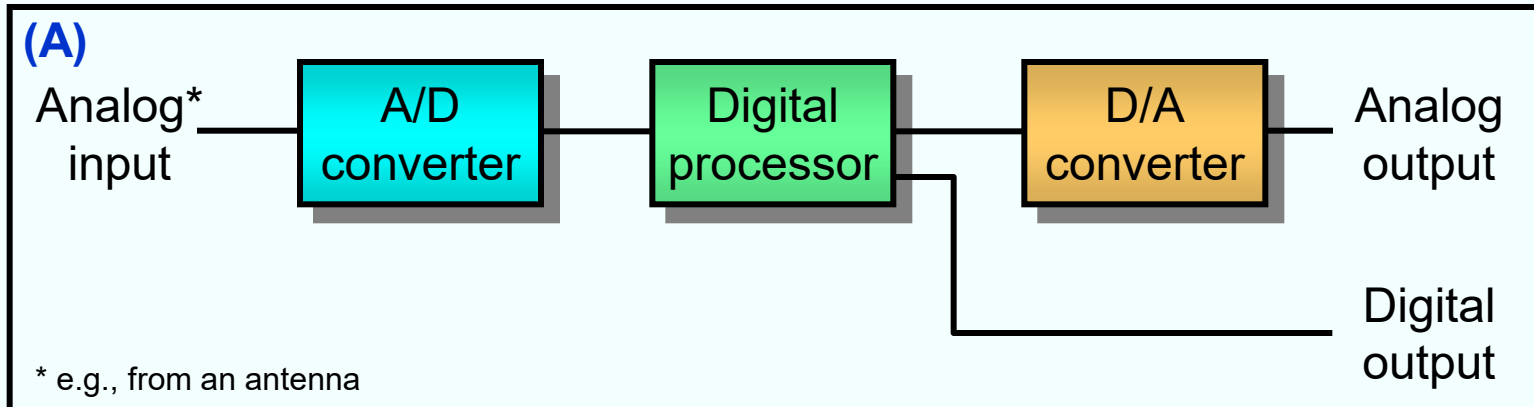 (A)
Analog*
input
A/D
converter
Digital
processor
D/A
converter
Analog
output
Digital
output
* e.g., from an antenna